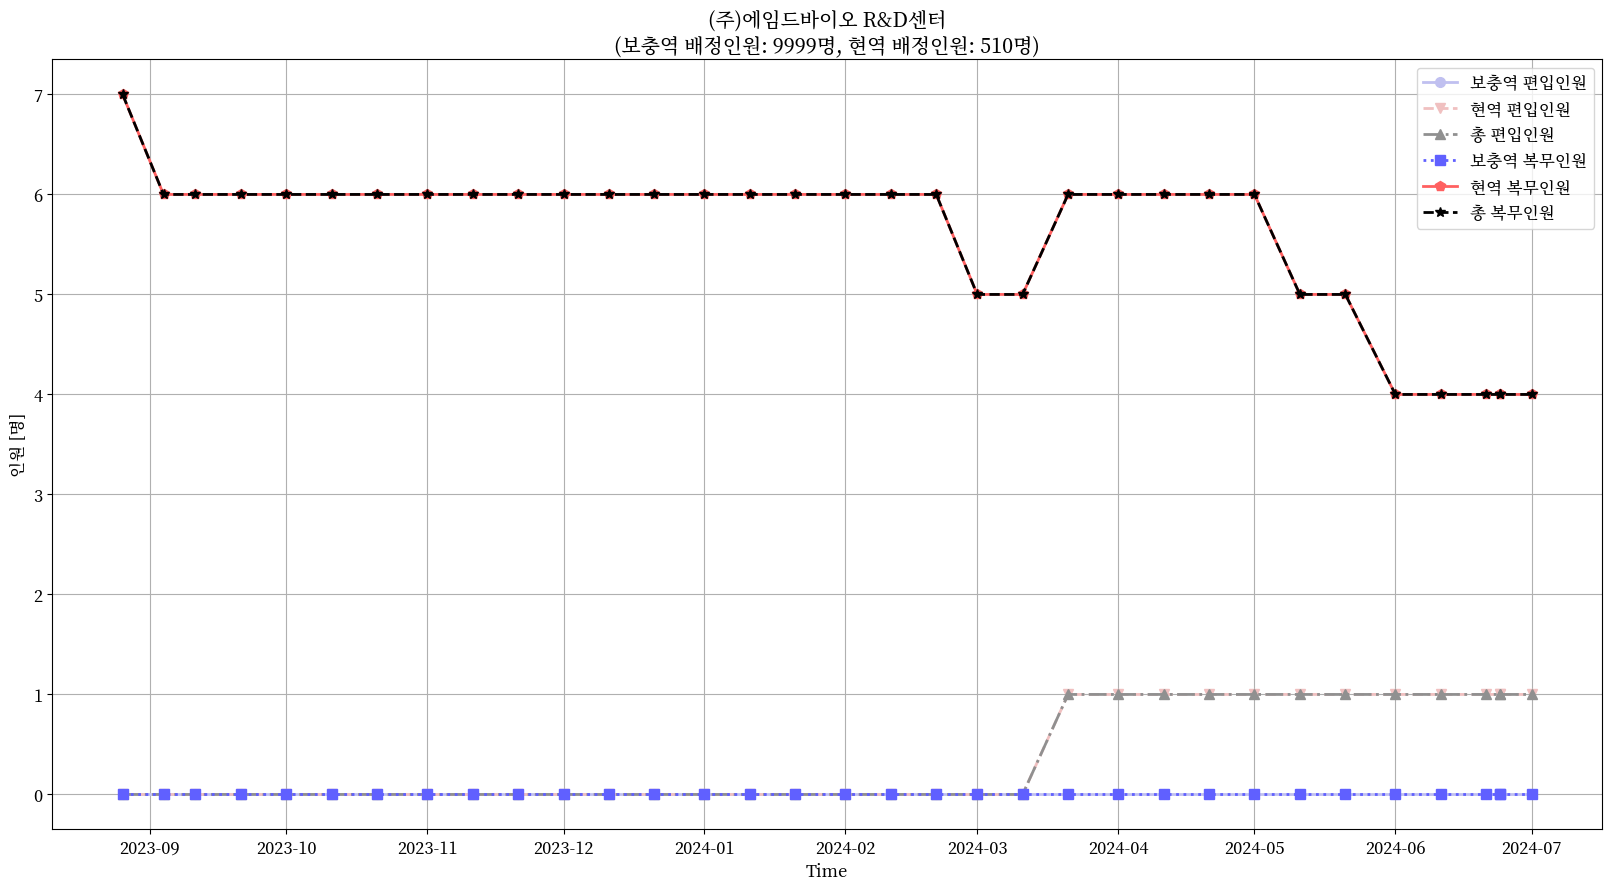 (주)에임드바이오 R&D센터
(보충역 배정인원: 9999명, 현역 배정인원: 510명)
보충역 편입인원
현역 편입인원
총 편입인원
보충역 복무인원
현역 복무인원
총 복무인원
인원 [명]
7
6
5
4
3
2
1
0
2023-09
2023-10
2023-11
2023-12
2024-01
2024-02
2024-03
2024-04
2024-05
2024-06
2024-07
Time